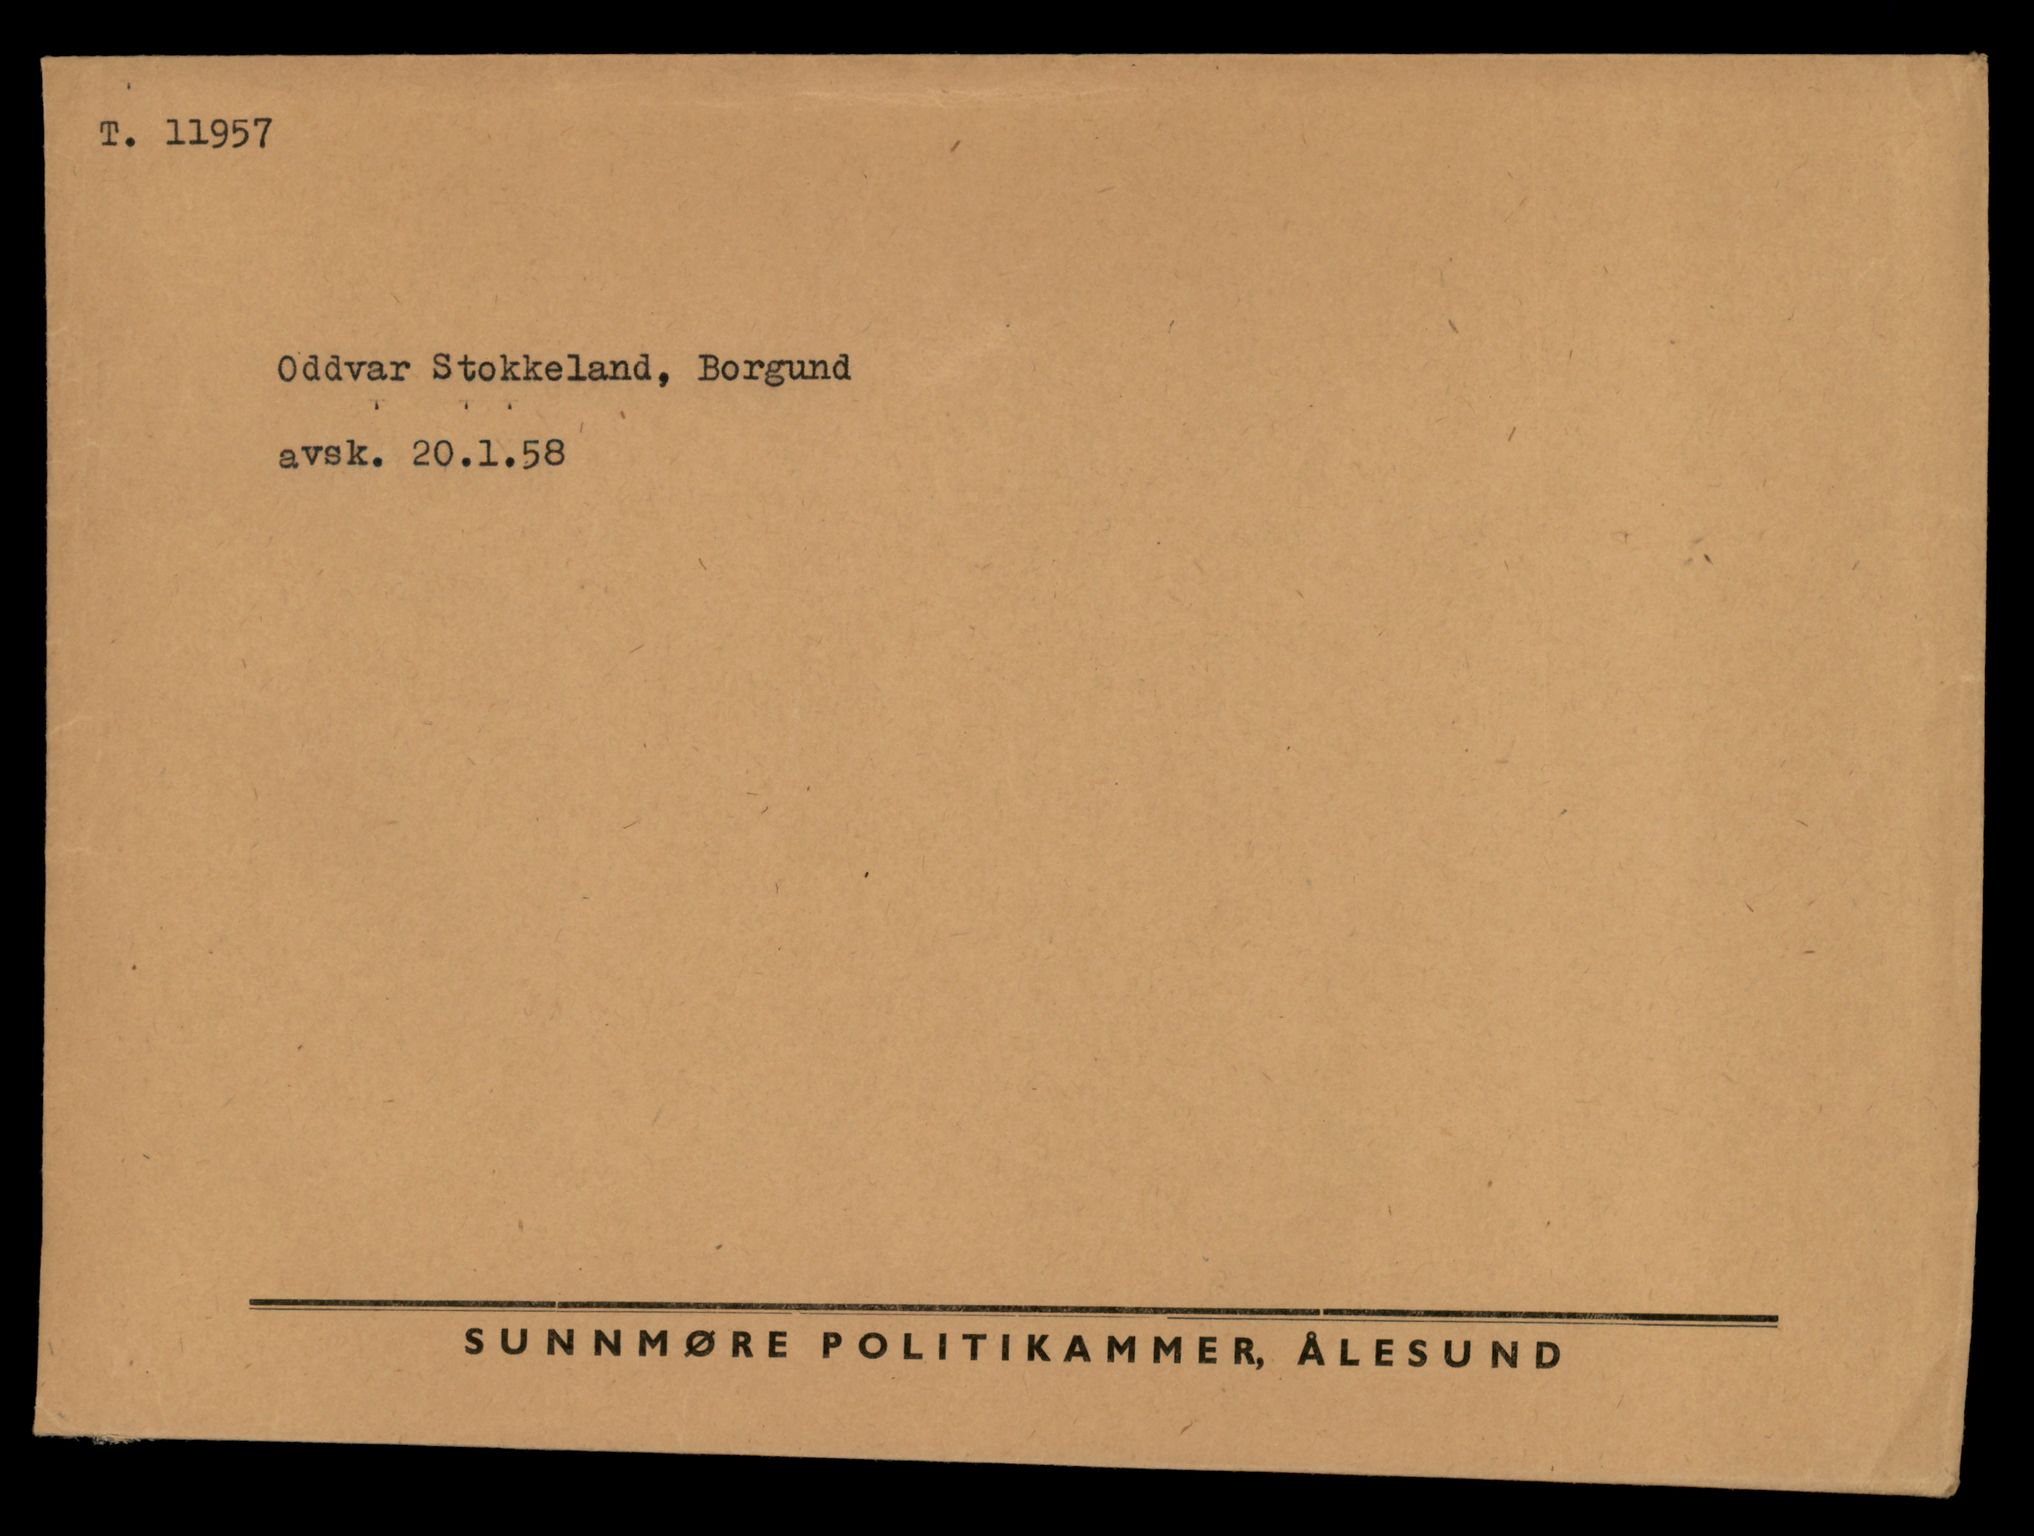 T. 11957
Oddvar Stokkeland, Borgund
avsk. 20.1.58
SUNNMØRE POLITIKAMMER, ÅLESUND